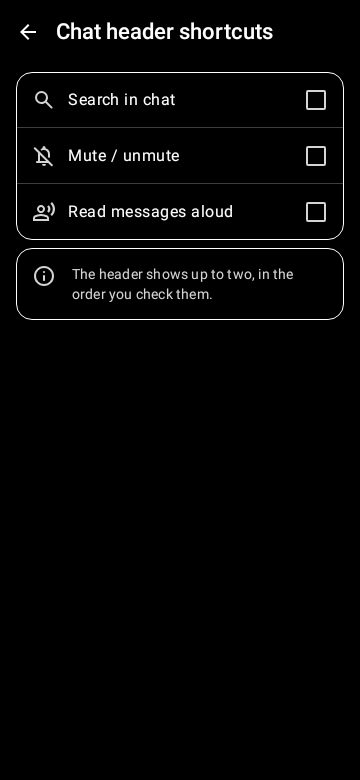 Chat header shortcuts
Search in chat
Mute / unmute
Read messages aloud
The header shows up to two, in the
order you check them.